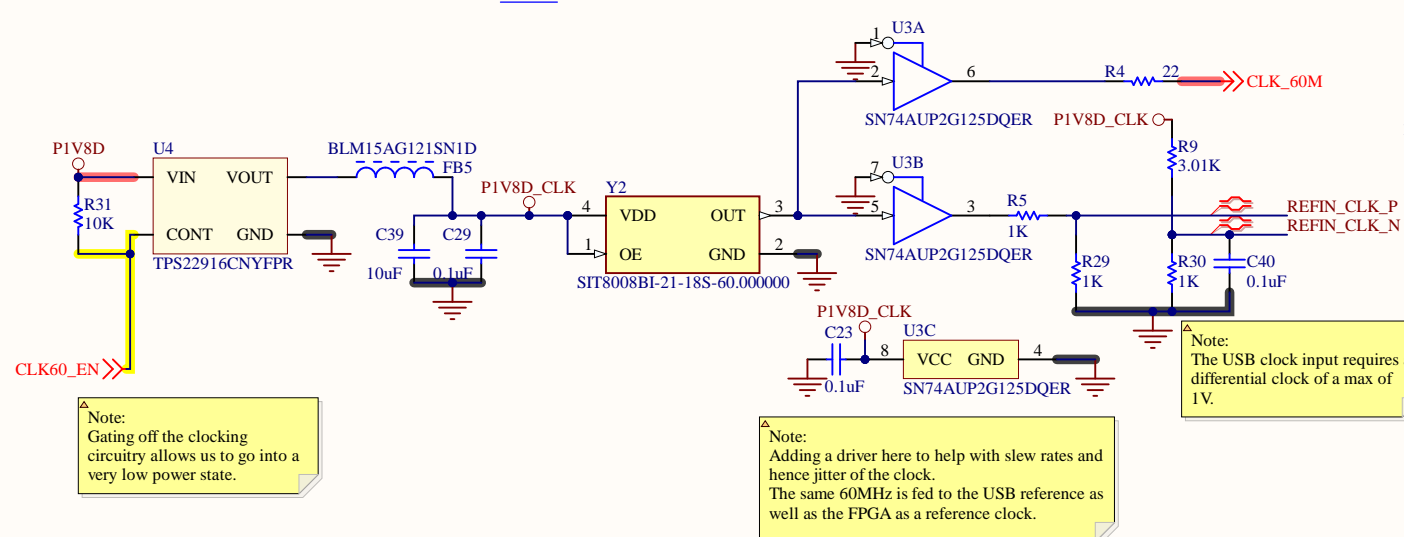 U3A
1
2
6
R4
22
CLK_60M
SN74AUP2G125DQER
P1V8D_CLK
R9
3.01K
P1V8D
U4
VIN
VOUT
CONT
GND
TPS22916CNYFPR
R31
10K
BLM15AG121SN1D
FB5
P1V8D_CLK
C39
10uF
C29
0.1uF
Y2
4
VDD
OUT
3
1
OE
GND
2
SIT8008BI-21-18S-60.000000
7
U3B
5
3
R5
1K
SN74AUP2G125DQER
REFIN_CLK_P
REFIN_CLK_N
R29
1K
R30
1K
C40
0.1uF
P1V8D_CLK
C23
0.1uF
U3C
8
VCC
GND
4
SN74AUP2G125DQER
CLK60_EN
Note:
The USB clock input requires
differential clock of a max of
1V.
Note:
Gating off the clocking
circuitry allows us to go into a
very low power state.
Note:
Adding a driver here to help with slew rates and
hence jitter of the clock.
The same 60MHz is fed to the USB reference as
well as the FPGA as a reference clock.